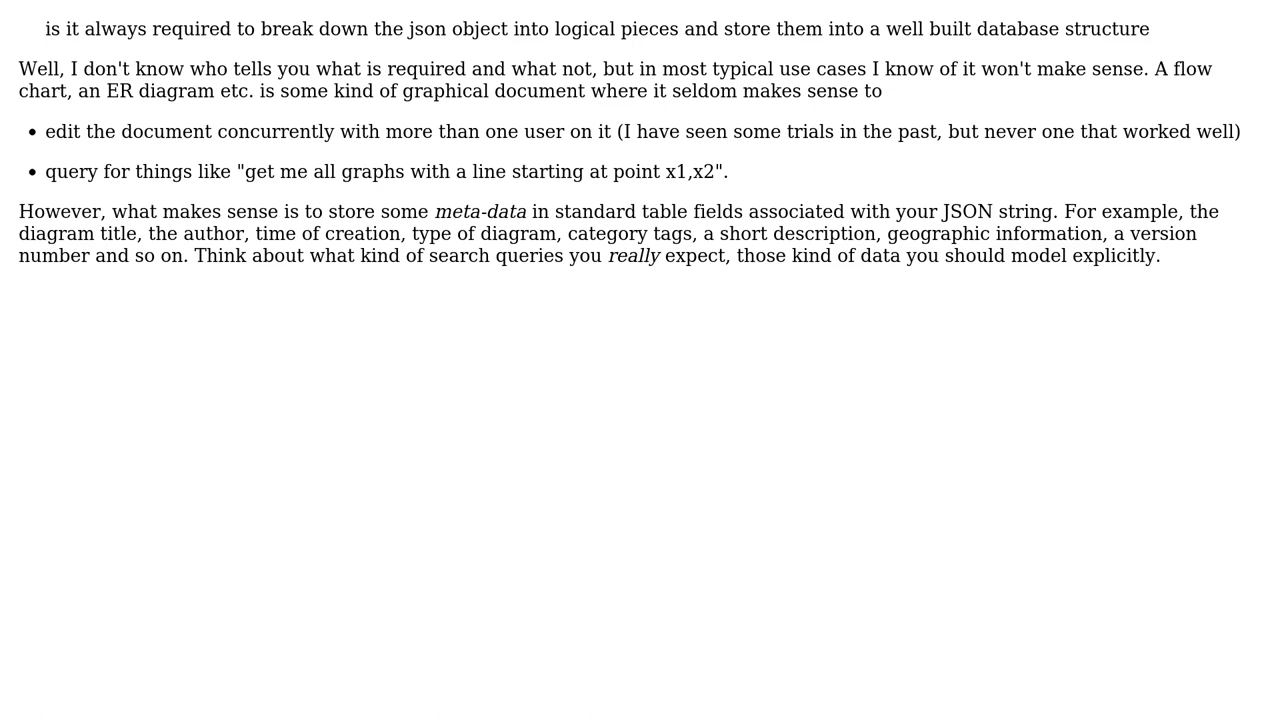 is it always required to break down the json object into logical pieces and store them into a well built database structure
Well, I don't know who tells you what is required and what not, but in most typical use cases I know of it won't make sense. A flow
chart, an ER diagram etc. is some kind of graphical document where it seldom makes sense to
• edit the document concurrently with more than one user on it (I have seen some trials in the past, but never one that worked well)
• query for things like "get me all graphs with a line starting at point x1,x2".
However, what makes sense is to store some meta-data in standard table fields associated with your JSON string. For example, the
diagram title, the author, time of creation, type of diagram, category tags, a short description, geographic information, a version
number and so on. Think about what kind of search queries you really expect, those kind of data you should model explicitly.